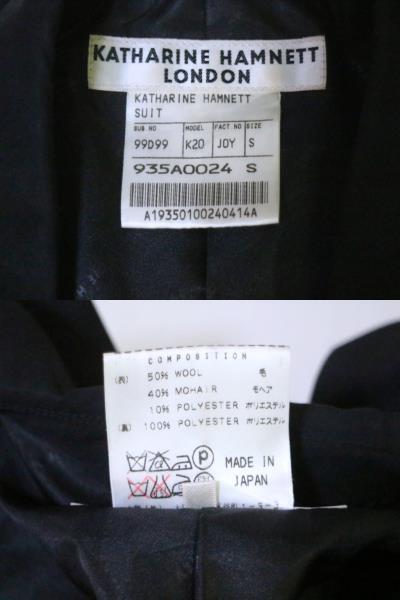 KATHARINE HAMNETT
LONDON
KATHARINE HAMNETT
SUIT
SUB.NO MODEL FACT NO SIZE
99D99 K20 JOY S
935A0024 S
A19350100240414A
COMPOSITION
(表) 50% WOOL 毛
40% MOHAIR モヘア
10% POLYESTER ポリエステル
(裏) 100% POLYESTER ポリエステル
P
MADE IN
JAPAN